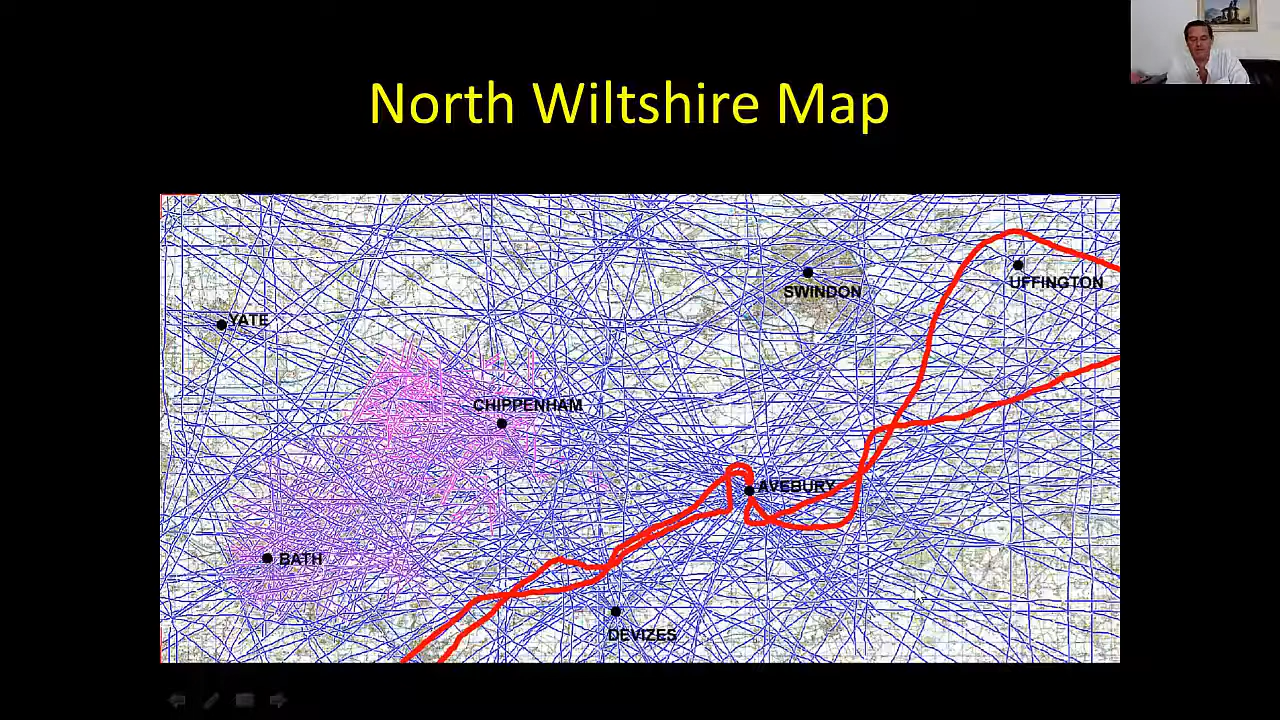 North Wiltshire Map
SWINDON
UFFINGTON
YATE
CHIPPENHAM
AVEBURY
BATH
DEVIZES